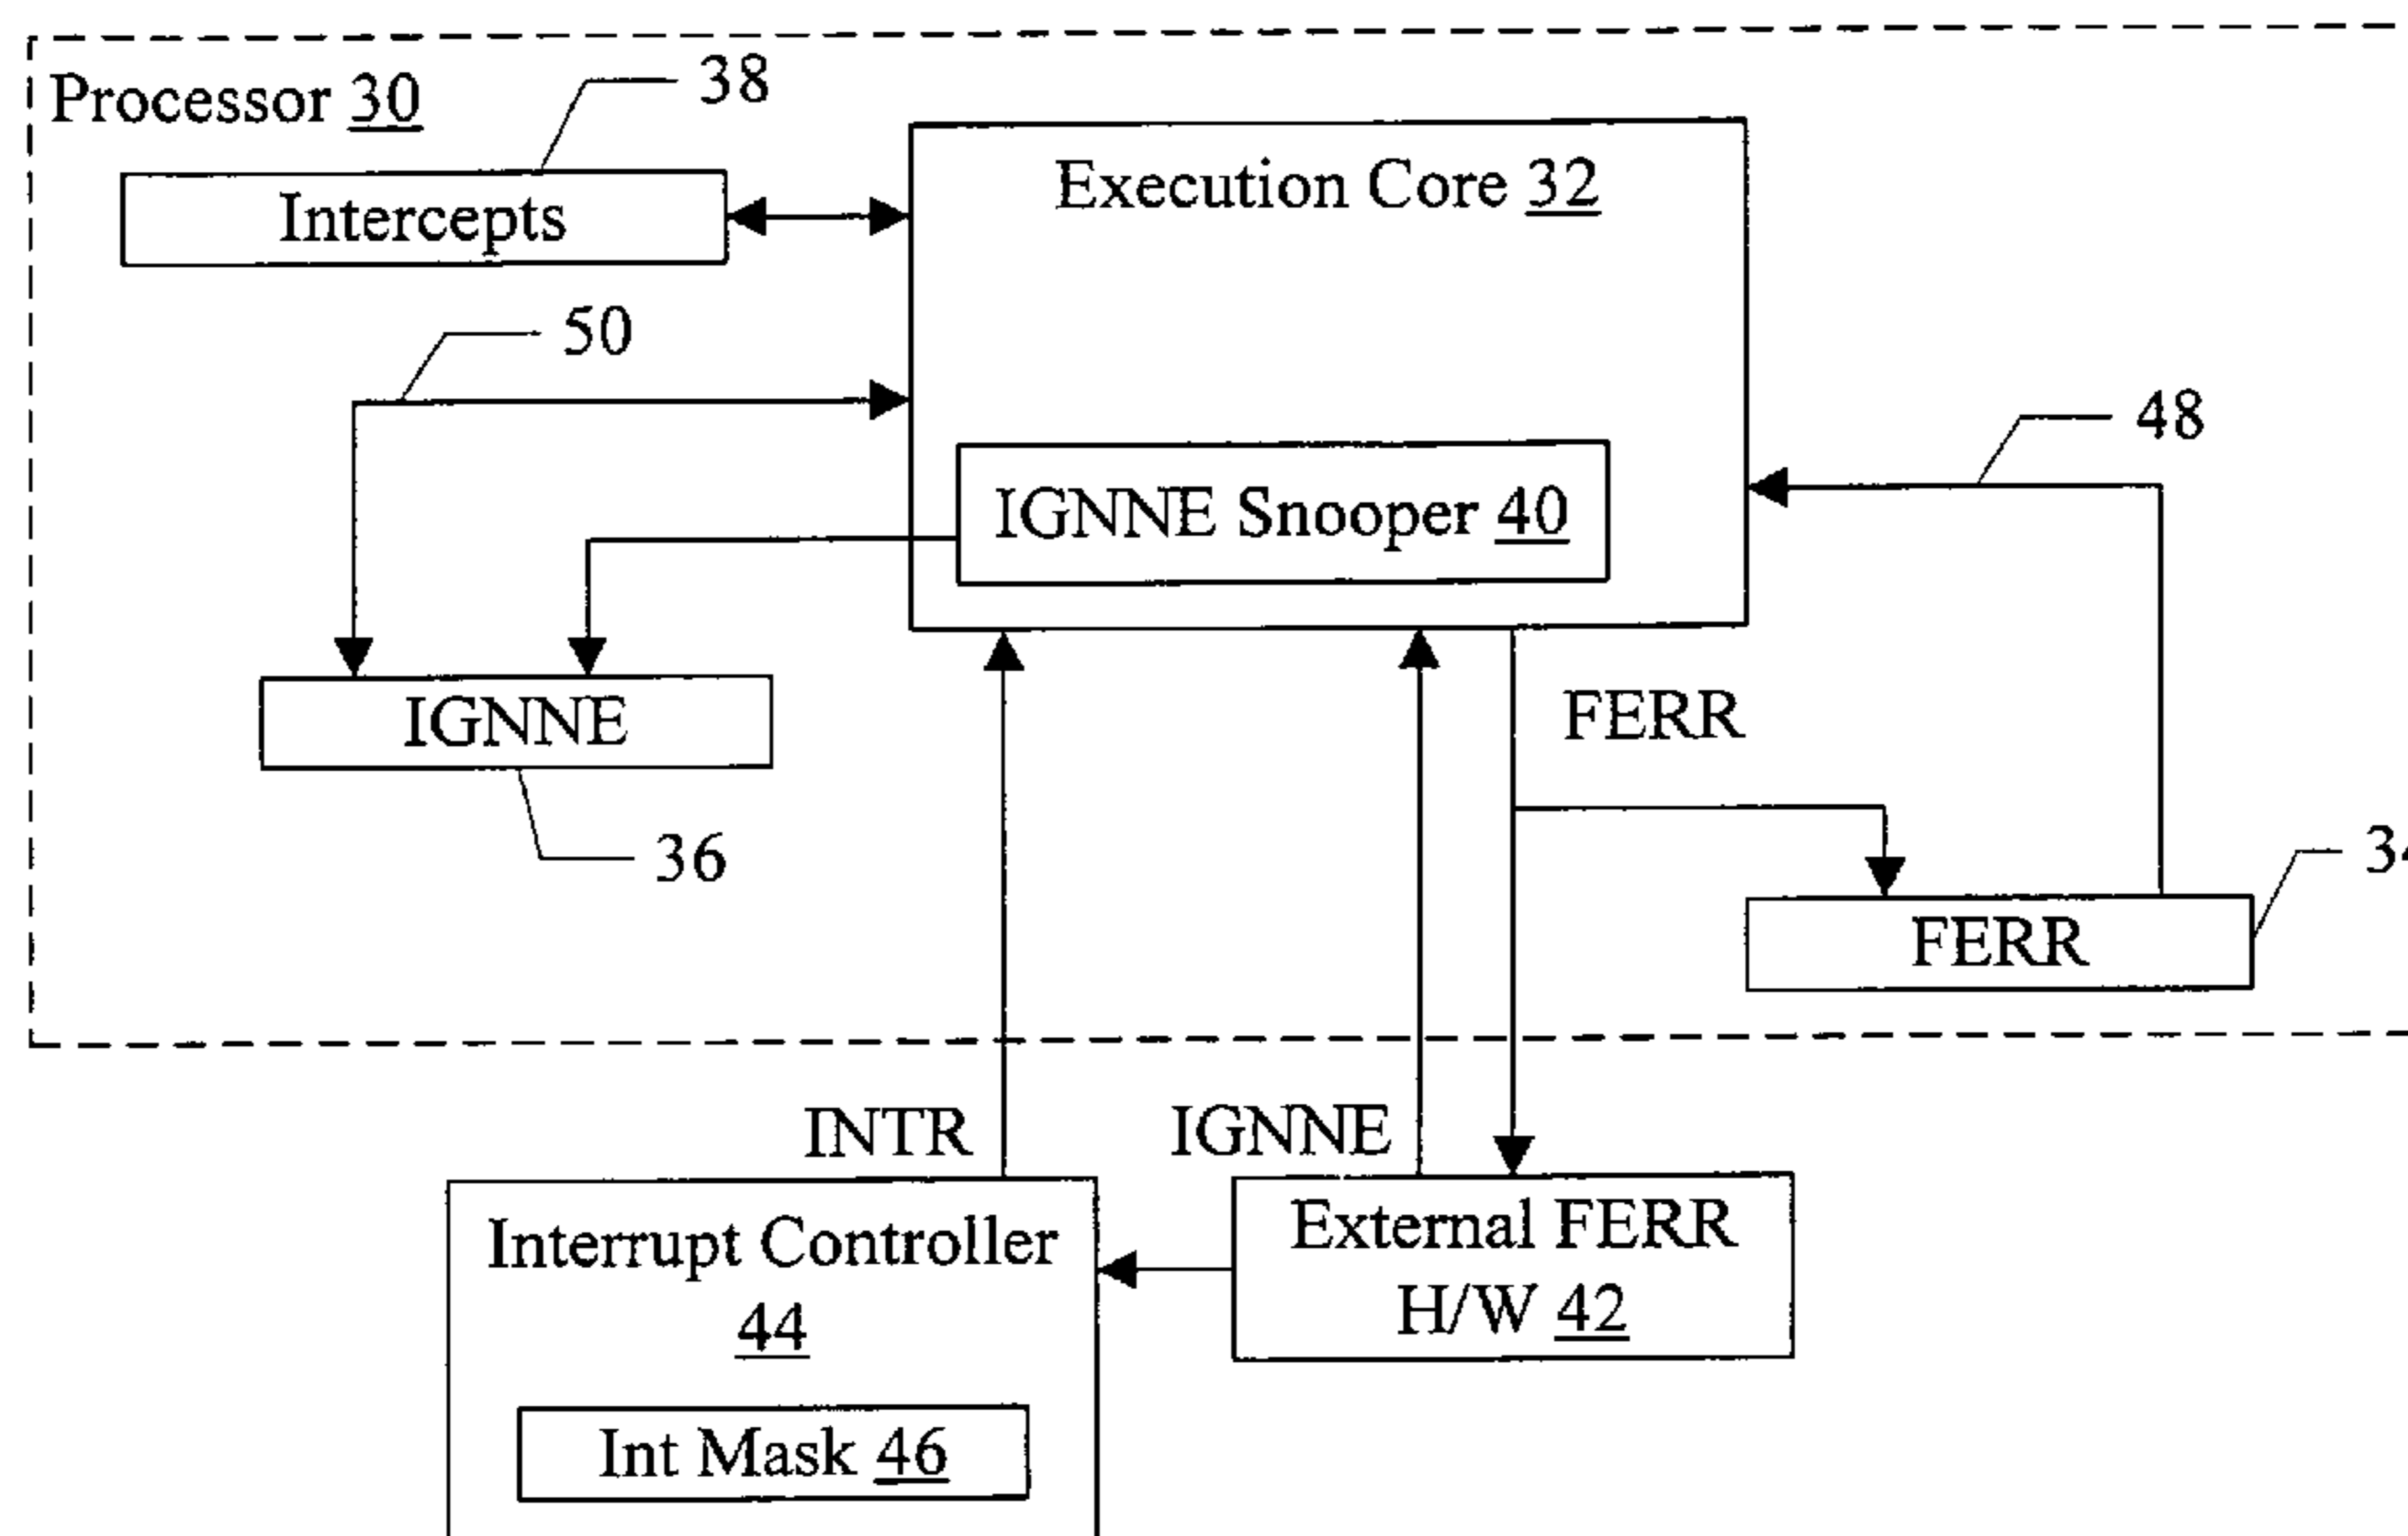 Processor 30
38
Execution Core 32
Intercepts
50
48
IGNNE Snooper 40
IGNNE
FERR
36
FERR
INTR
IGNNE
Interrupt Controller
44
External FERR
H/W 42
Int Mask 46